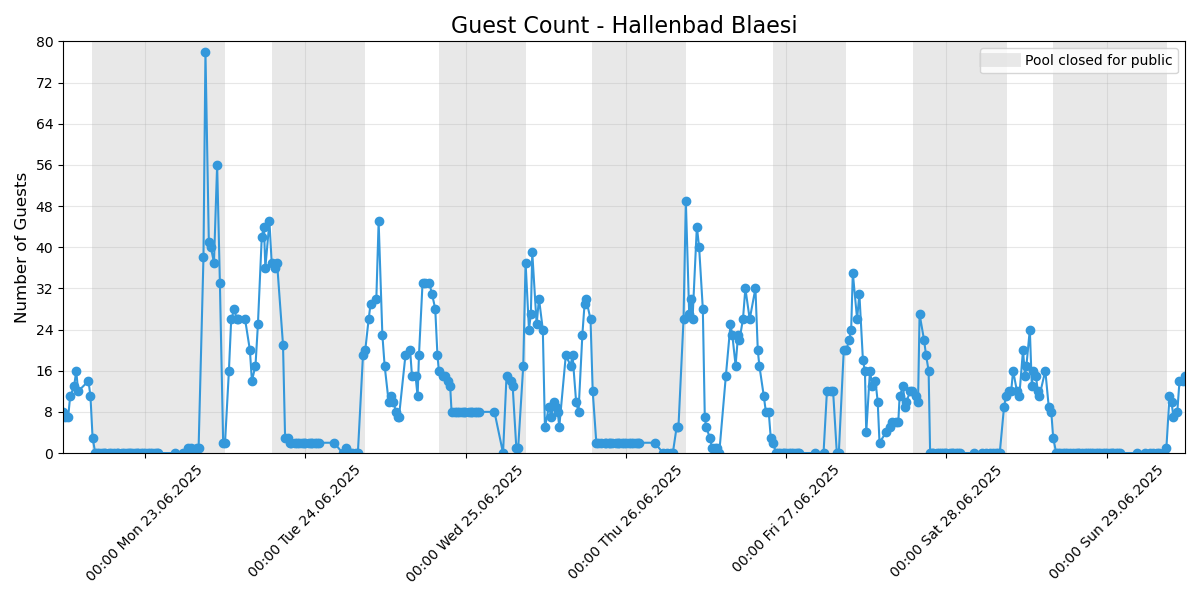 Guest Count - Hallenbad Blaesi
Number of Guests
80
72
64
56
48
40
32
24
16
8
0
Pool closed for public
00:00 Mon 23.06.2025
00:00 Tue 24.06.2025
00:00 Wed 25.06.2025
00:00 Thu 26.06.2025
00:00 Fri 27.06.2025
00:00 Sat 28.06.2025
00:00 Sun 29.06.2025